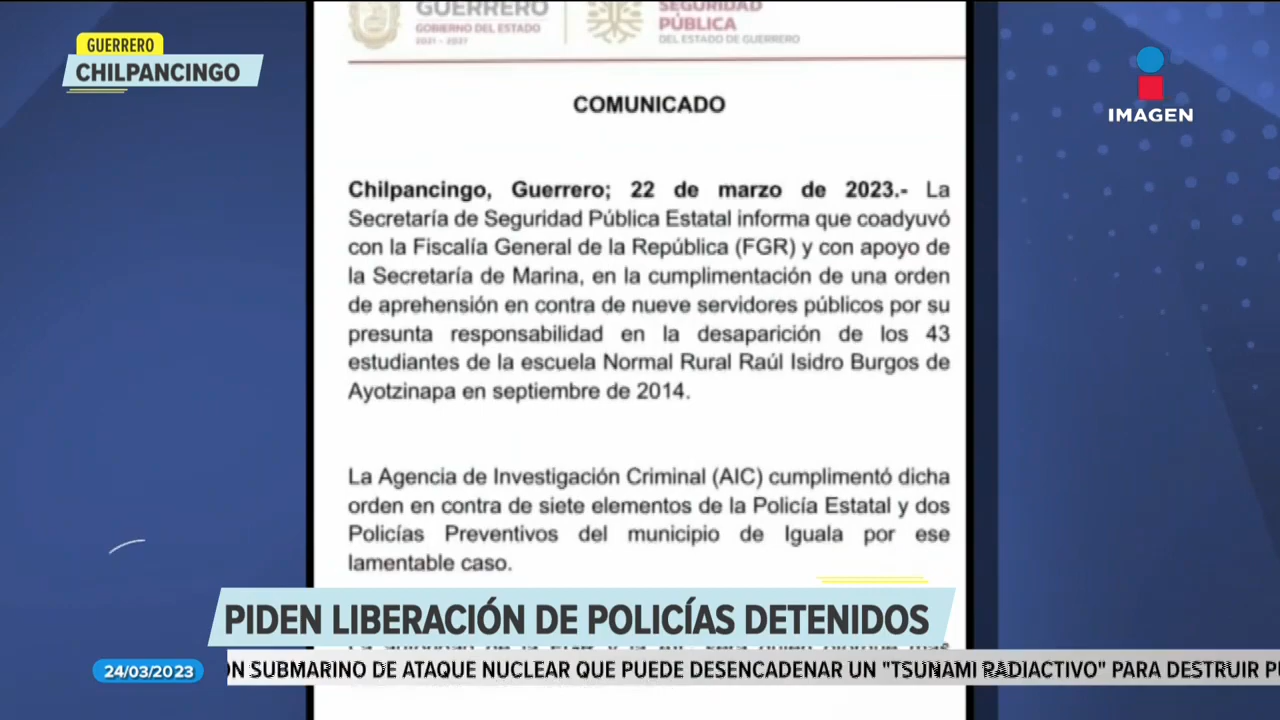 GUERRERO
GOBIERNO DEL ESTADO
2021 - 2027
SEGURIDAD
PÚBLICA
DEL ESTADO DE GUERRERO
GUERRERO
CHILPANCINGO
IMAGEN
COMUNICADO
Chilpancingo, Guerrero; 22 de marzo de 2023.- La
Secretaría de Seguridad Pública Estatal informa que coadyuvó
con la Fiscalía General de la República (FGR) y con apoyo de
la Secretaría de Marina, en la cumplimentación de una orden
de aprehensión en contra de nueve servidores públicos por su
presunta responsabilidad en la desaparición de los 43
estudiantes de la escuela Normal Rural Raúl Isidro Burgos de
Ayotzinapa en septiembre de 2014.
La Agencia de Investigación Criminal (AIC) cumplimentó dicha
orden en contra de siete elementos de la Policía Estatal y dos
Policías Preventivos del municipio de Iguala por ese
lamentable caso.
PIDEN LIBERACIÓN DE POLICÍAS DETENIDOS
24/03/2023
ÓN SUBMARINO DE ATAQUE NUCLEAR QUE PUEDE DESENCADENAR UN "TSUNAMI RADIACTIVO" PARA DESTRUIR